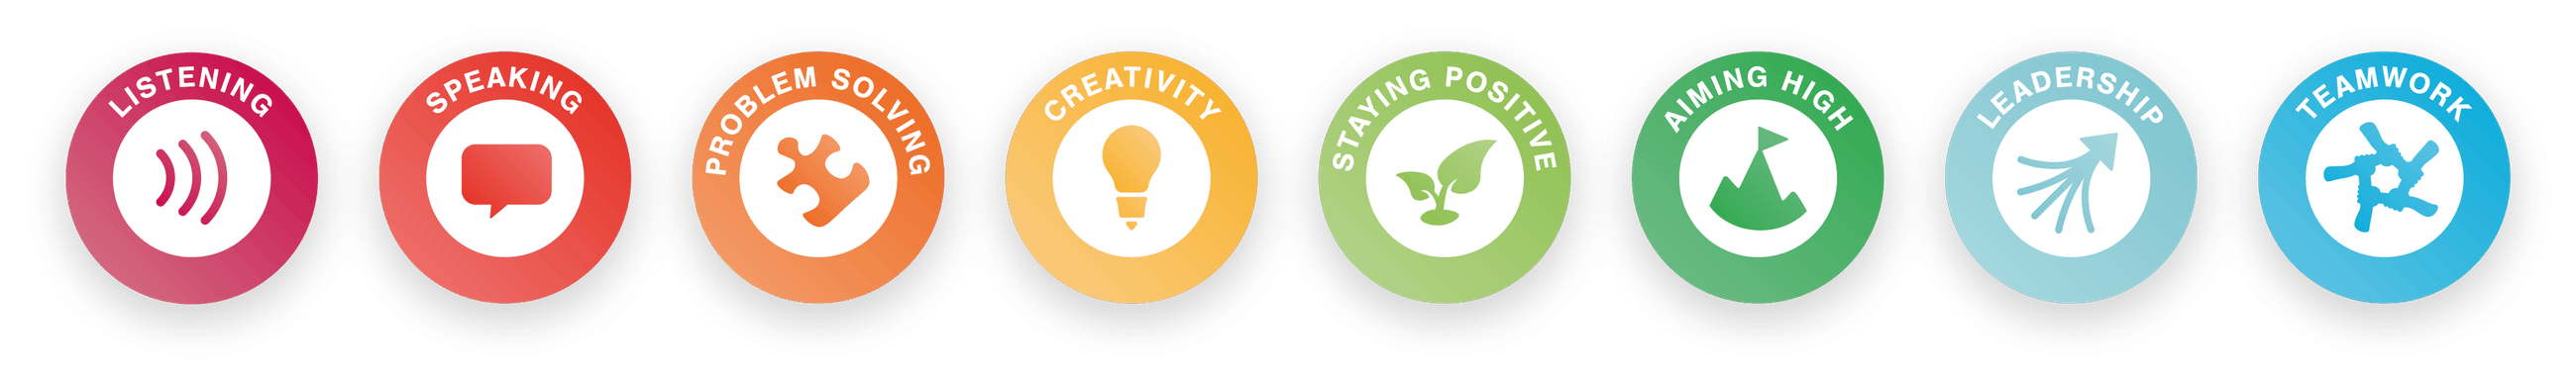 LISTENING
SPEAKING
PROBLEM SOLVING
CREATIVITY
STAYING POSITIVE
AIMING HIGH
LEADERSHIP
TEAMWORK